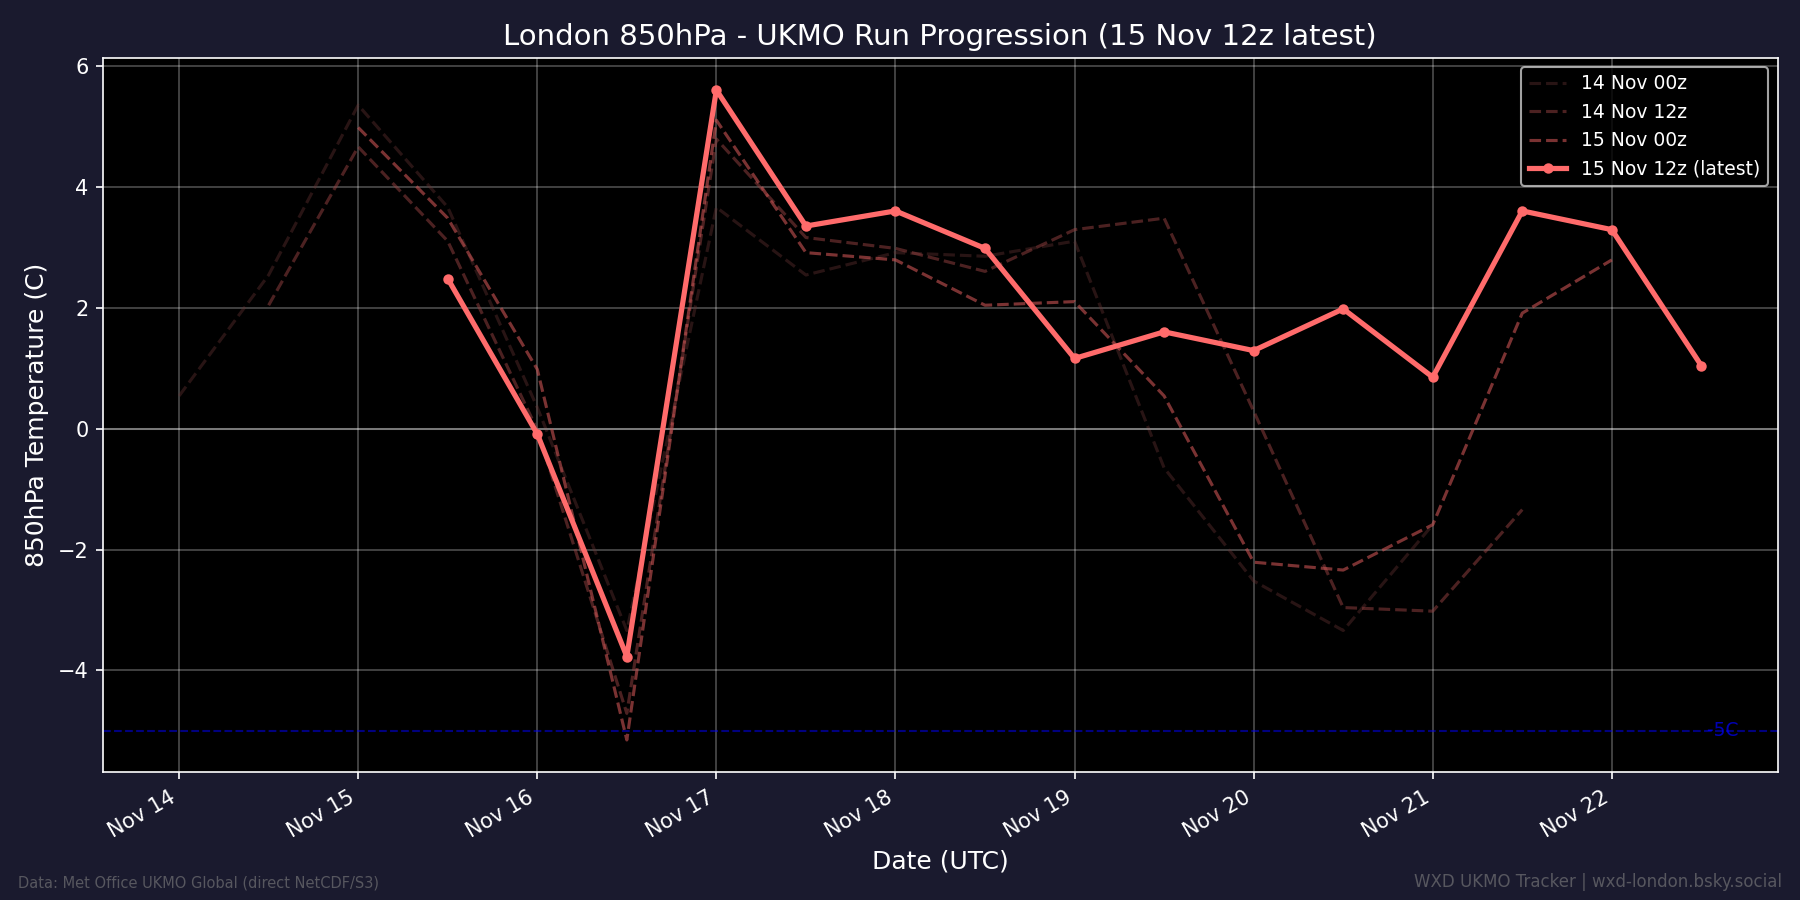 London 850hPa - UKMO Run Progression (15 Nov 12z latest)
14 Nov 00z
14 Nov 12z
15 Nov 00z
15 Nov 12z (latest)
850hPa Temperature (C)
6
4
2
0
−2
−4
-5C
Nov 14
Nov 15
Nov 16
Nov 17
Nov 18
Nov 19
Nov 20
Nov 21
Nov 22
Date (UTC)
Data: Met Office UKMO Global (direct NetCDF/S3)
WXD UKMO Tracker | wxd-london.bsky.social